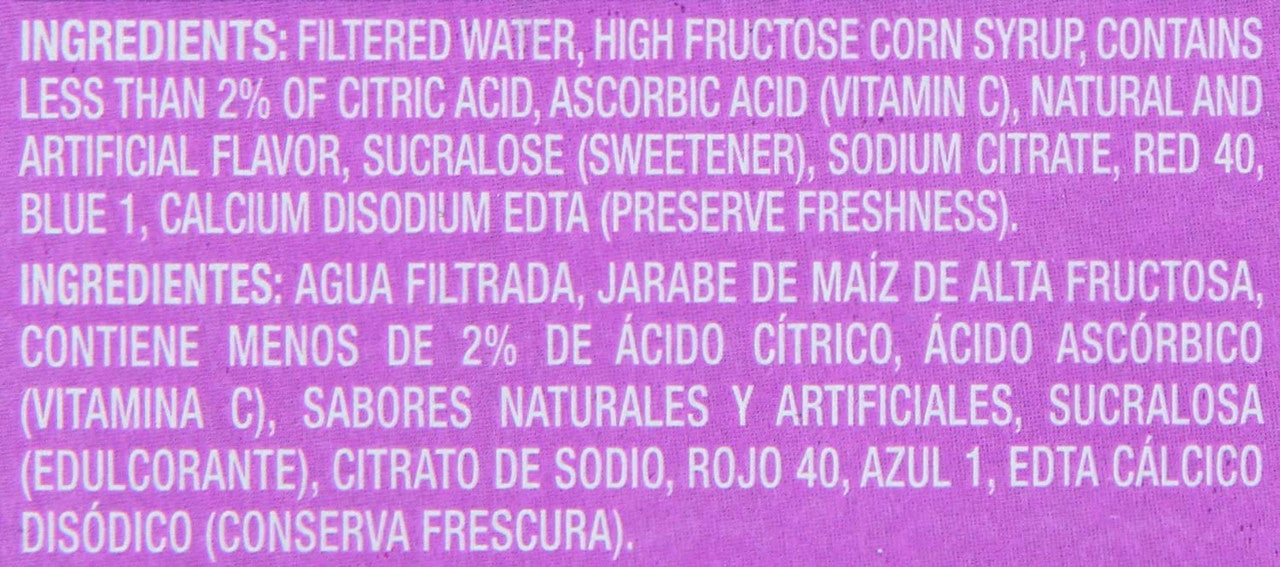 INGREDIENTS: FILTERED WATER, HIGH FRUCTOSE CORN SYRUP, CONTAINS
LESS THAN 2% OF CITRIC ACID, ASCORBIC ACID (VITAMIN C), NATURAL AND
ARTIFICIAL FLAVOR, SUCRALOSE (SWEETENER), SODIUM CITRATE, RED 40,
BLUE 1, CALCIUM DISODIUM EDTA (PRESERVE FRESHNESS).
INGREDIENTES: AGUA FILTRADA, JARABE DE MAÍZ DE ALTA FRUCTOSA,
CONTIENE MENOS DE 2% DE ÁCIDO CÍTRICO, ÁCIDO ASCÓRBICO
(VITAMINA C), SABORES NATURALES Y ARTIFICIALES, SUCRALOSA
(EDULCORANTE), CITRATO DE SODIO, ROJO 40, AZUL 1, EDTA CÁLCICO
DISÓDICO (CONSERVA FRESCURA).